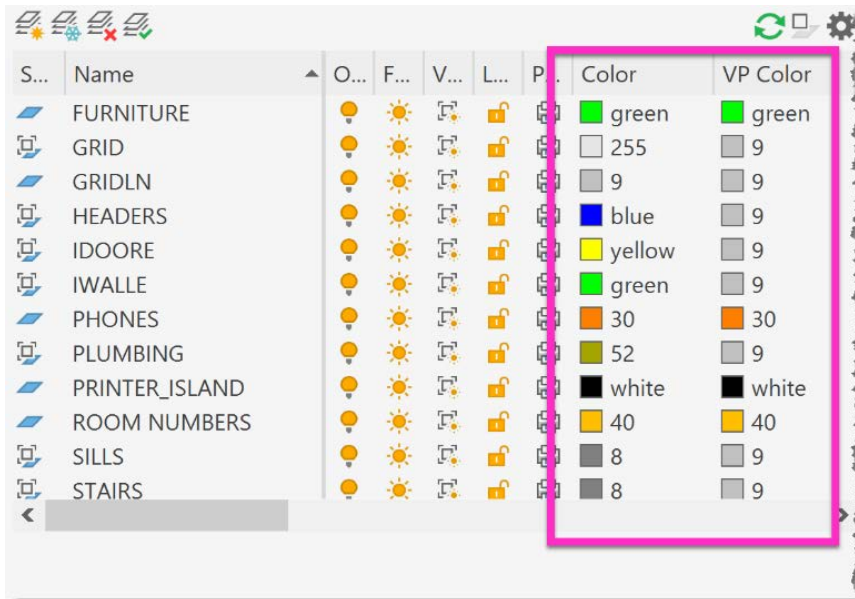 S... Name O... F... V... L... P... Color VP Color
FURNITURE green green
GRID 255 9
GRIDLN 9 9
HEADERS blue 9
IDOORE yellow 9
IWALLE green 9
PHONES 30 30
PLUMBING 52 9
PRINTER_ISLAND white white
ROOM NUMBERS 40 40
SILLS 8 9
STAIRS 8 9